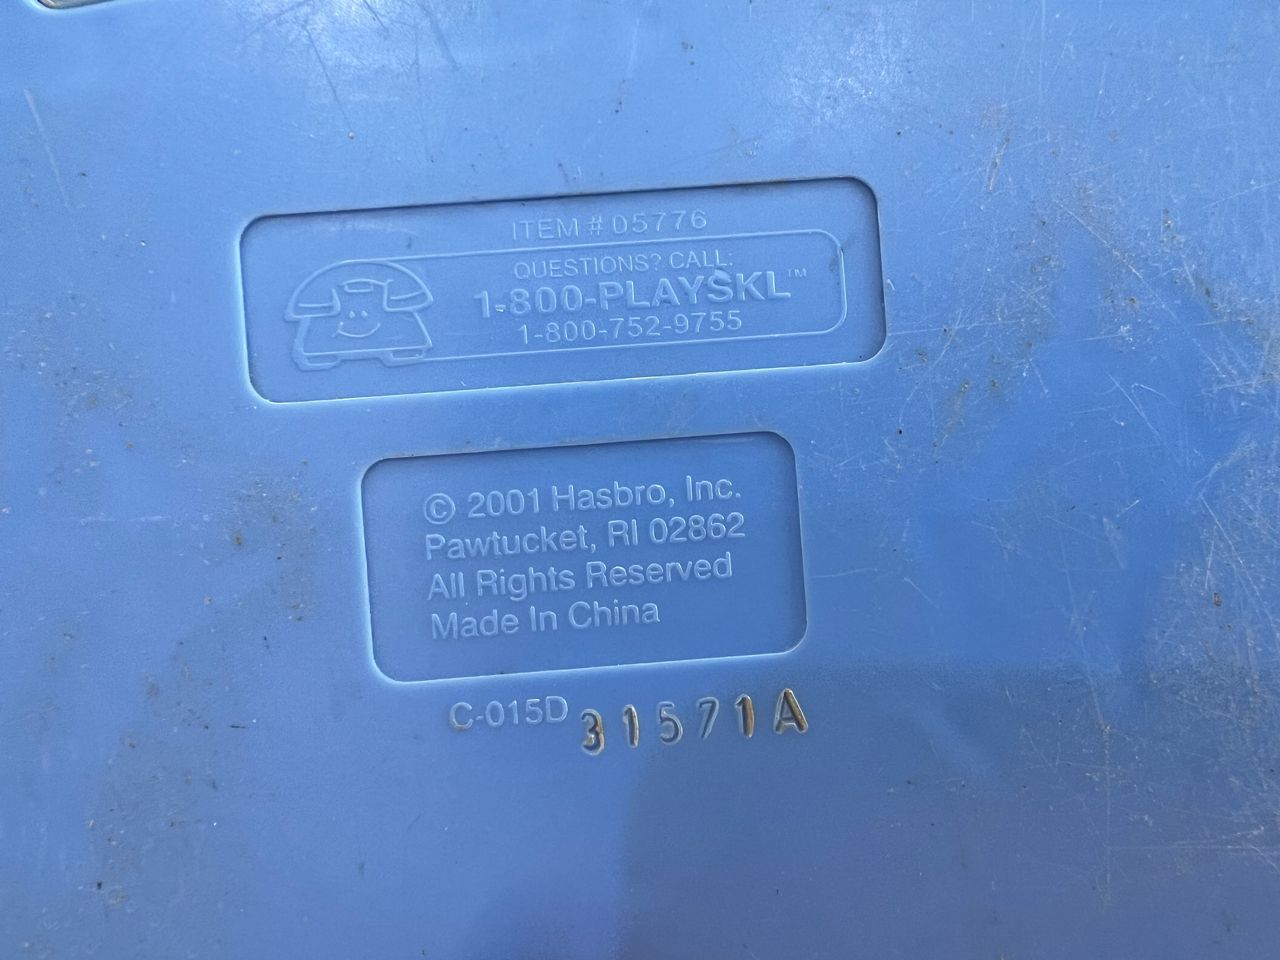 ITEM # 05776
QUESTIONS? CALL:
1-800-PLAYSKL™
1-800-752-9755
© 2001 Hasbro, Inc.
Pawtucket, RI 02862
All Rights Reserved
Made In China
C-015D 31571A